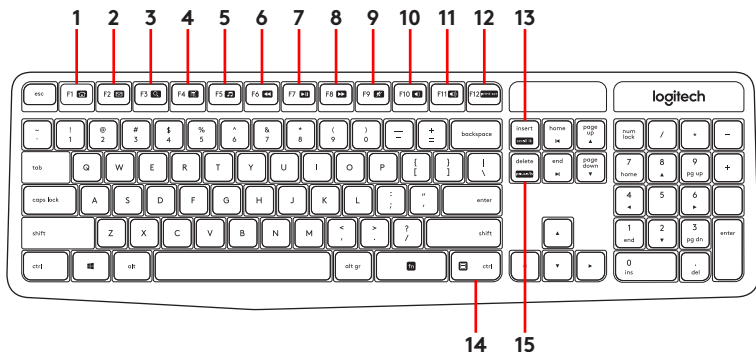 1 2 3 4 5 6 7 8 9 10 11 12 13
esc F1 F2 F3 F4 F5 F6 F7 F8 F9 F10 F11 F12
logitech
~ ! 1 @ 2 # 3 $ 4 % 5 ^ 6 & 7 * 8 ( 9 ) 0 — - + = backspace
insert home page up
num lock / * -
tab Q W E R T Y U I O P { [ } ] | \
delete end page down
7 home 8 9 pg up +
caps lock A S D F G H J K L : ; " , enter
4 5 6
shift Z X C V B N M < , > . ? / shift
1 end 2 3 pg dn enter
ctrl alt alt gr fn ctrl
0 ins . del
14 15